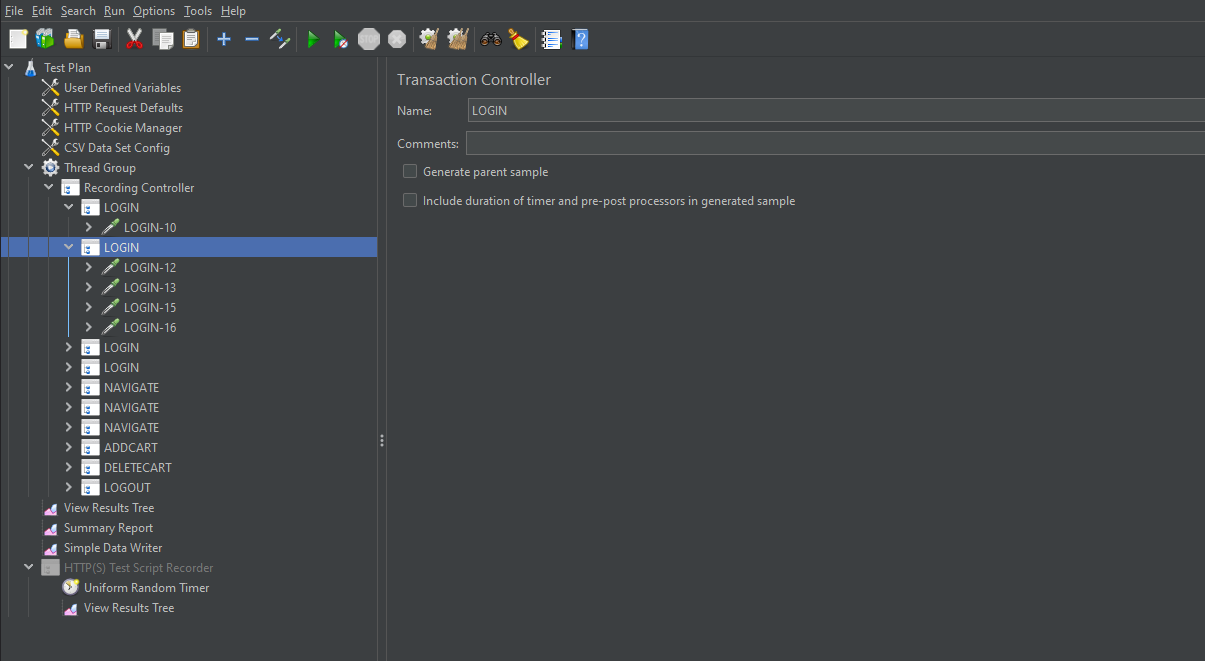 File Edit Search Run Options Tools Help
STOP
Test Plan
User Defined Variables
HTTP Request Defaults
HTTP Cookie Manager
CSV Data Set Config
Thread Group
Recording Controller
LOGIN
LOGIN-10
LOGIN
LOGIN-12
LOGIN-13
LOGIN-15
LOGIN-16
LOGIN
LOGIN
NAVIGATE
NAVIGATE
NAVIGATE
ADDCART
DELETECART
LOGOUT
View Results Tree
Summary Report
Simple Data Writer
HTTP(S) Test Script Recorder
Uniform Random Timer
View Results Tree
Transaction Controller
Name: LOGIN
Comments:
Generate parent sample
Include duration of timer and pre-post processors in generated sample